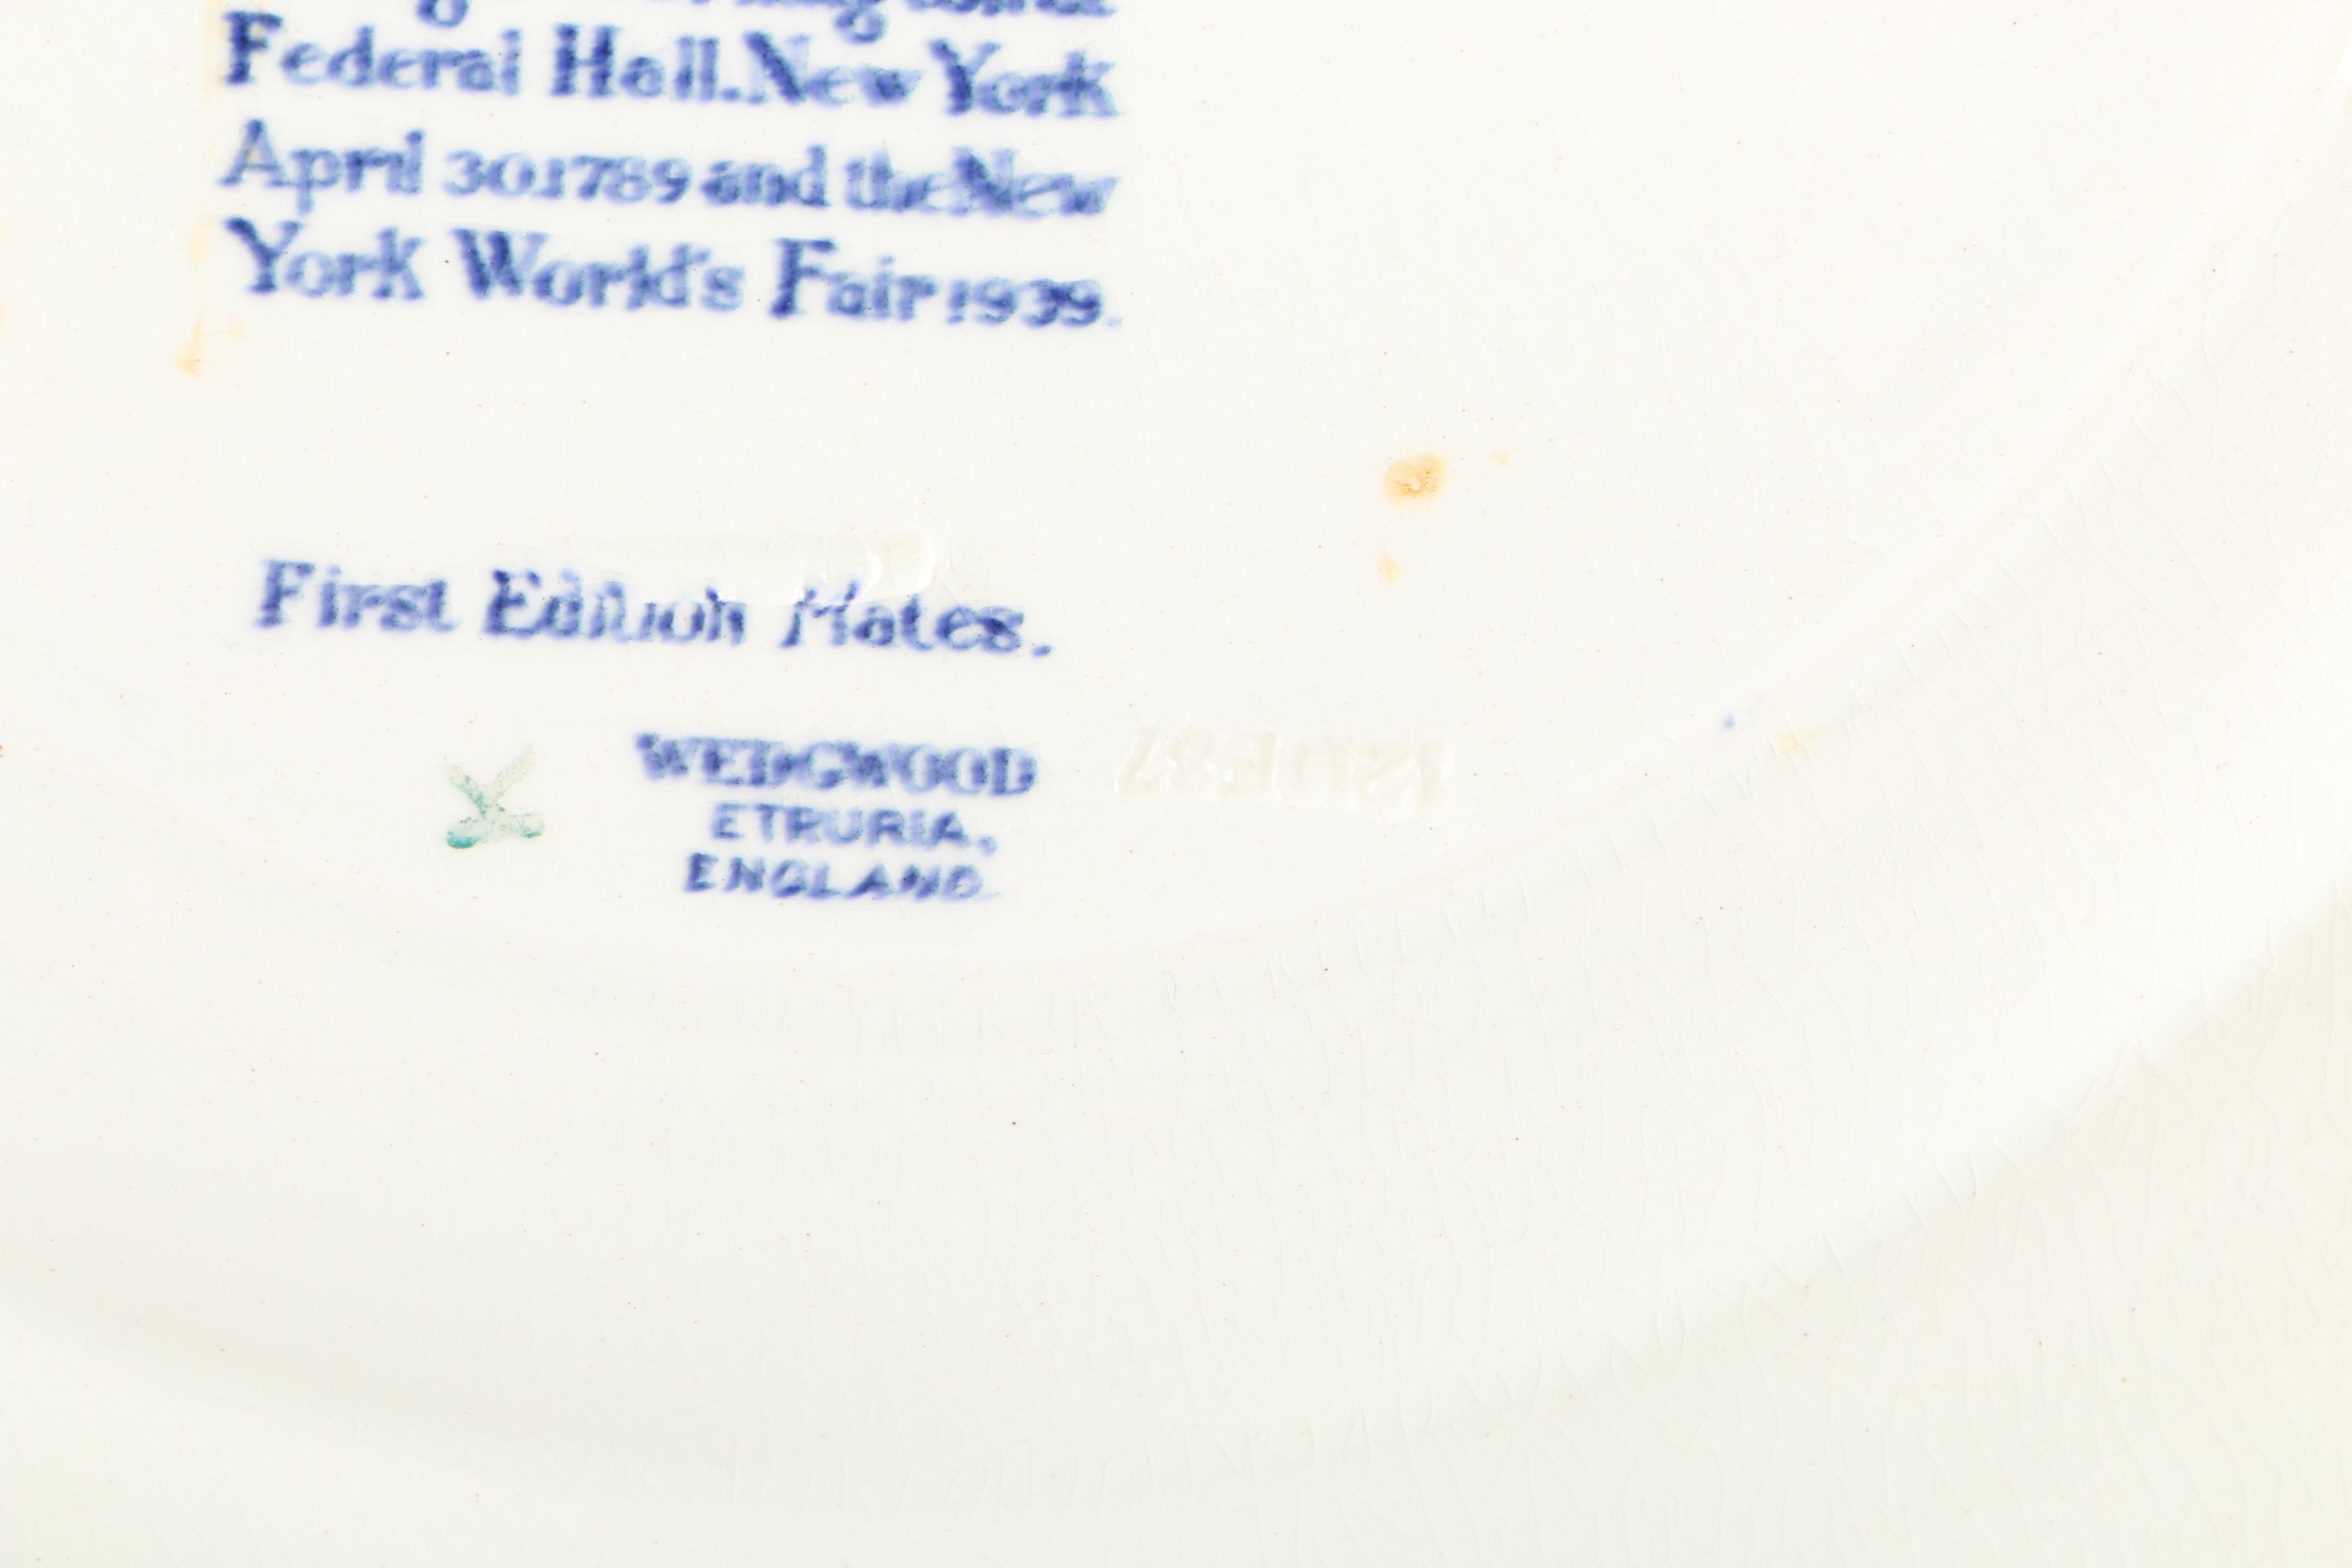 Federal Hall. New York
April 30.1789 and the New
York World's Fair 1939.
First Edition Plates.
WEDGWOOD
ETRURIA,
ENGLAND.